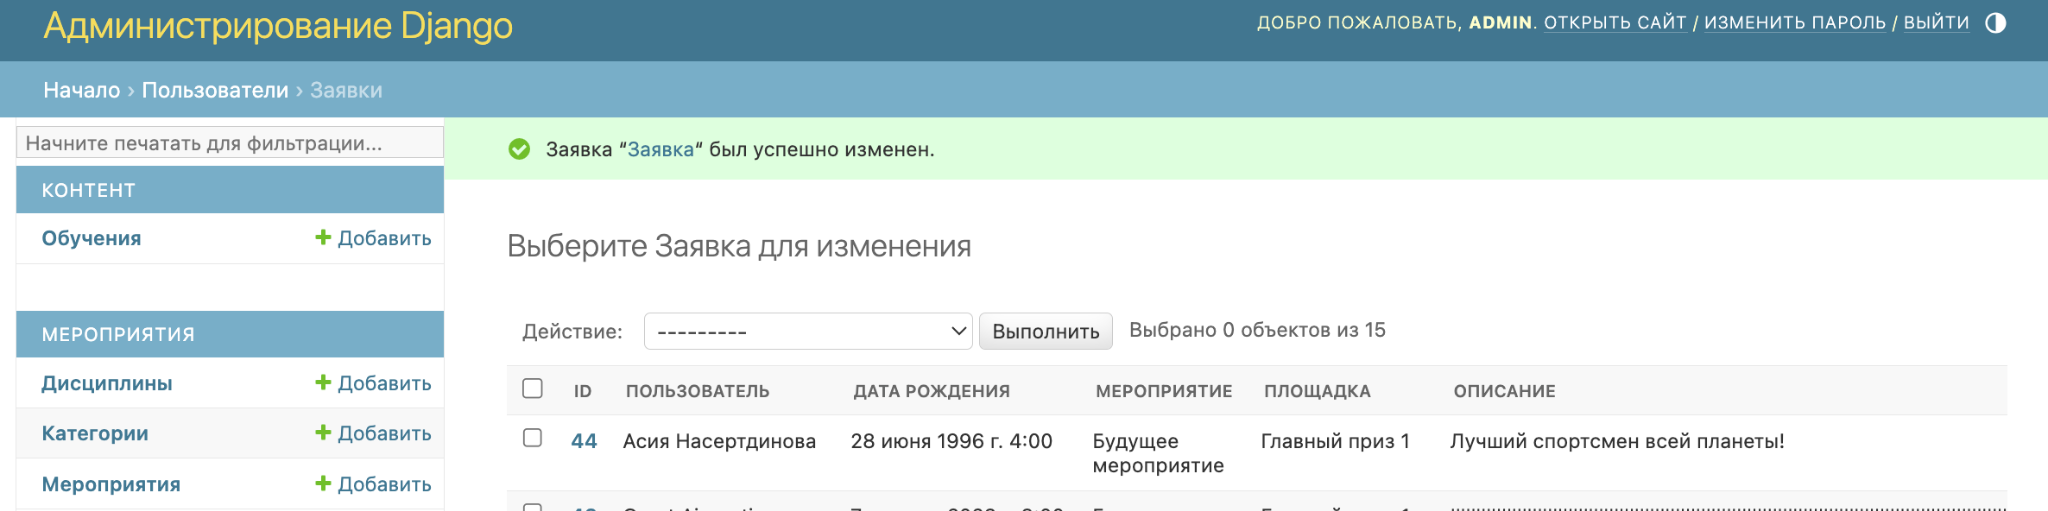 Администрирование Django
ДОБРО ПОЖАЛОВАТЬ, ADMIN. ОТКРЫТЬ САЙТ / ИЗМЕНИТЬ ПАРОЛЬ / ВЫЙТИ
Начало › Пользователи › Заявки
Начните печатать для фильтрации...
КОНТЕНТ
Обучения Добавить
МЕРОПРИЯТИЯ
Дисциплины Добавить
Категории Добавить
Мероприятия Добавить
Заявка “Заявка“ был успешно изменен.
Выберите Заявка для изменения
Действие: --------- Выполнить Выбрано 0 объектов из 15
ID ПОЛЬЗОВАТЕЛЬ ДАТА РОЖДЕНИЯ МЕРОПРИЯТИЕ ПЛОЩАДКА ОПИСАНИЕ
44 Асия Насертдинова 28 июня 1996 г. 4:00 Будущее Главный приз 1 Лучший спортсмен всей планеты!
мероприятие